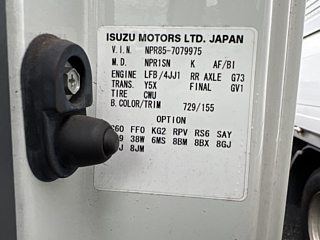 ISUZU MOTORS LTD. JAPAN
V.I.N. NPR85-7079975
M.D. NPR1SN K AF/BI
ENGINE LFB/4JJ1 RR AXLE G73
TRANS. Y5X FINAL GV1
TIRE CWU
B.COLOR/TRIM 729/155
OPTION
FFO KG2 RPV RS6 SAY
38W 6MS 8BM 8BX 8GJ
8JM